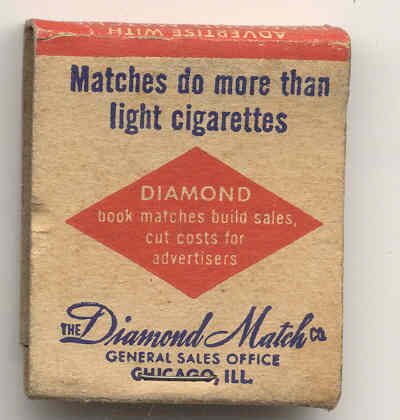 ADVERTISE WITH
Matches do more than
light cigarettes
DIAMOND
book matches build sales,
cut costs for
advertisers
THE Diamond Match CO.
GENERAL SALES OFFICE
CHICAGO, ILL.